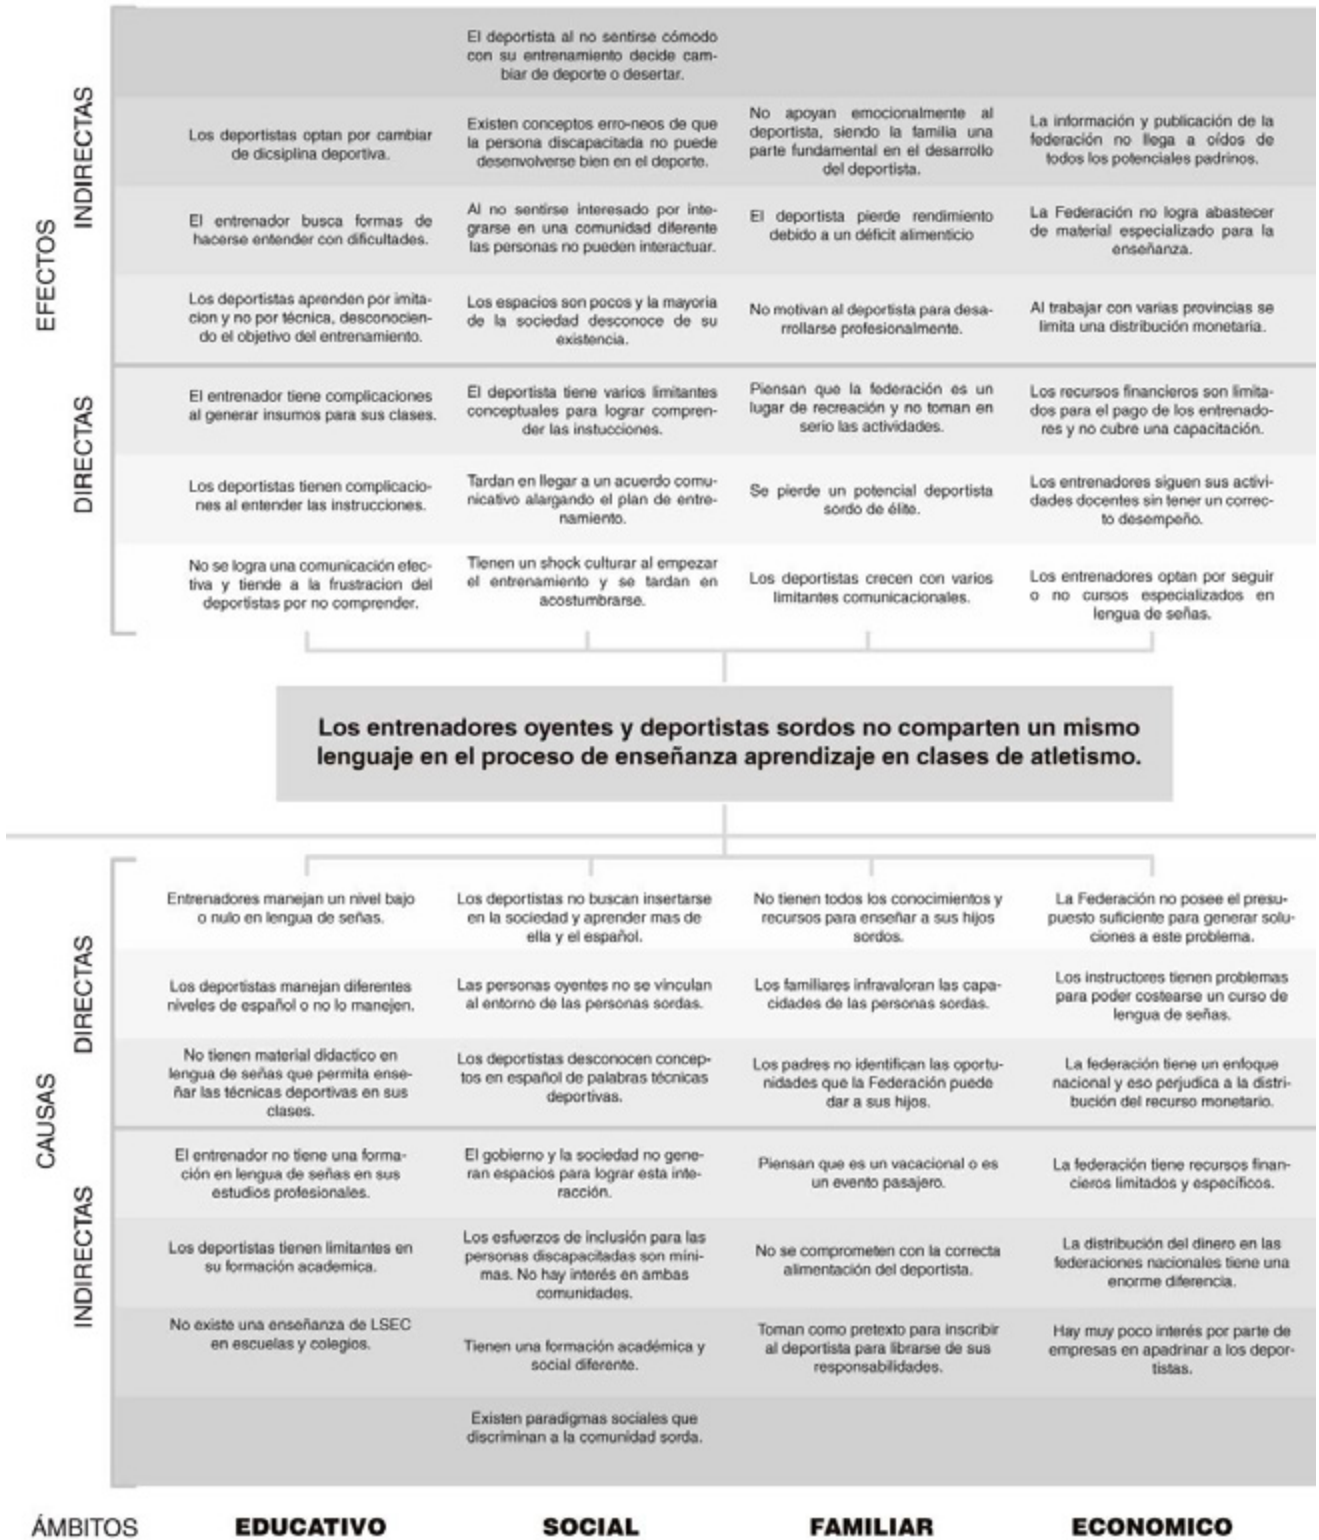 El deportista al no sentirse cómodo
con su entrenamiento decide cam-
biar de deporte o desertar.
EFECTOS
INDIRECTAS
Los deportistas optan por cambiar
de dicsiplina deportiva.
Existen conceptos erro-neos de que
la persona discapacitada no puede
desenvolverse bien en el deporte.
No apoyan emocionalmente al
deportista, siendo la familia una
parte fundamental en el desarrollo
del deportista.
La información y publicación de la
federación no llega a oídos de
todos los potenciales padrinos.
El entrenador busca formas de
hacerse entender con dificultades.
Al no sentirse interesado por inte-
grarse en una comunidad diferente
las personas no pueden interactuar.
El deportista pierde rendimiento
debido a un déficit alimenticio
La Federación no logra abastecer
de material especializado para la
enseñanza.
Los deportistas aprenden por imita-
cion y no por técnica, desconocien-
do el objetivo del entrenamiento.
Los espacios son pocos y la mayoria
de la sociedad desconoce de su
existencia.
No motivan al deportista para desa-
rrollarse profesionalmente.
Al trabajar con varias provincias se
limita una distribución monetaria.
DIRECTAS
El entrenador tiene complicaciones
al generar insumos para sus clases.
El deportista tiene varios limitantes
conceptuales para lograr compren-
der las instucciones.
Piensan que la federación es un
lugar de recreación y no toman en
serio las actividades.
Los recursos financieros son limita-
dos para el pago de los entrenado-
res y no cubre una capacitación.
Los deportistas tienen complicacio-
nes al entender las instrucciones.
Tardan en llegar a un acuerdo comu-
nicativo alargando el plan de entre-
namiento.
Se pierde un potencial deportista
sordo de élite.
Los entrenadores siguen sus activi-
dades docentes sin tener un correc-
to desempeño.
No se logra una comunicación efec-
tiva y tiende a la frustracion del
deportistas por no comprender.
Tienen un shock culturar al empezar
el entrenamiento y se tardan en
acostumbrarse.
Los deportistas crecen con varios
limitantes comunicacionales.
Los entrenadores optan por seguir
o no cursos especializados en
lengua de señas.
Los entrenadores oyentes y deportistas sordos no comparten un mismo
lenguaje en el proceso de enseñanza aprendizaje en clases de atletismo.
CAUSAS
DIRECTAS
Entrenadores manejan un nivel bajo
o nulo en lengua de señas.
Los deportistas no buscan insertarse
en la sociedad y aprender mas de
ella y el español.
No tienen todos los conocimientos y
recursos para enseñar a sus hijos
sordos.
La Federación no posee el presu-
puesto suficiente para generar solu-
ciones a este problema.
Los deportistas manejan diferentes
niveles de español o no lo manejen.
Las personas oyentes no se vinculan
al entorno de las personas sordas.
Los familiares infravaloran las capa-
cidades de las personas sordas.
Los instructores tienen problemas
para poder costearse un curso de
lengua de señas.
No tienen material didactico en
lengua de señas que permita ense-
ñar las técnicas deportivas en sus
clases.
Los deportistas desconocen concep-
tos en español de palabras técnicas
deportivas.
Los padres no identifican las oportu-
nidades que la Federación puede
dar a sus hijos.
La federación tiene un enfoque
nacional y eso perjudica a la distri-
bución del recurso monetario.
INDIRECTAS
El entrenador no tiene una forma-
ción en lengua de señas en sus
estudios profesionales.
El gobierno y la sociedad no gene-
ran espacios para lograr esta inte-
racción.
Piensan que es un vacacional o es
un evento pasajero.
La federación tiene recursos finan-
cieros limitados y específicos.
Los deportistas tienen limitantes en
su formación academica.
Los esfuerzos de inclusión para las
personas discapacitadas son míni-
mas. No hay interés en ambas
comunidades.
No se comprometen con la correcta
alimentación del deportista.
La distribución del dinero en las
federaciones nacionales tiene una
enorme diferencia.
No existe una enseñanza de LSEC
en escuelas y colegios.
Tienen una formación académica y
social diferente.
Toman como pretexto para inscribir
al deportista para librarse de sus
responsabilidades.
Hay muy poco interés por parte de
empresas en apadrinar a los depor-
tistas.
Existen paradigmas sociales que
discriminan a la comunidad sorda.
ÁMBITOS EDUCATIVO SOCIAL FAMILIAR ECONOMICO